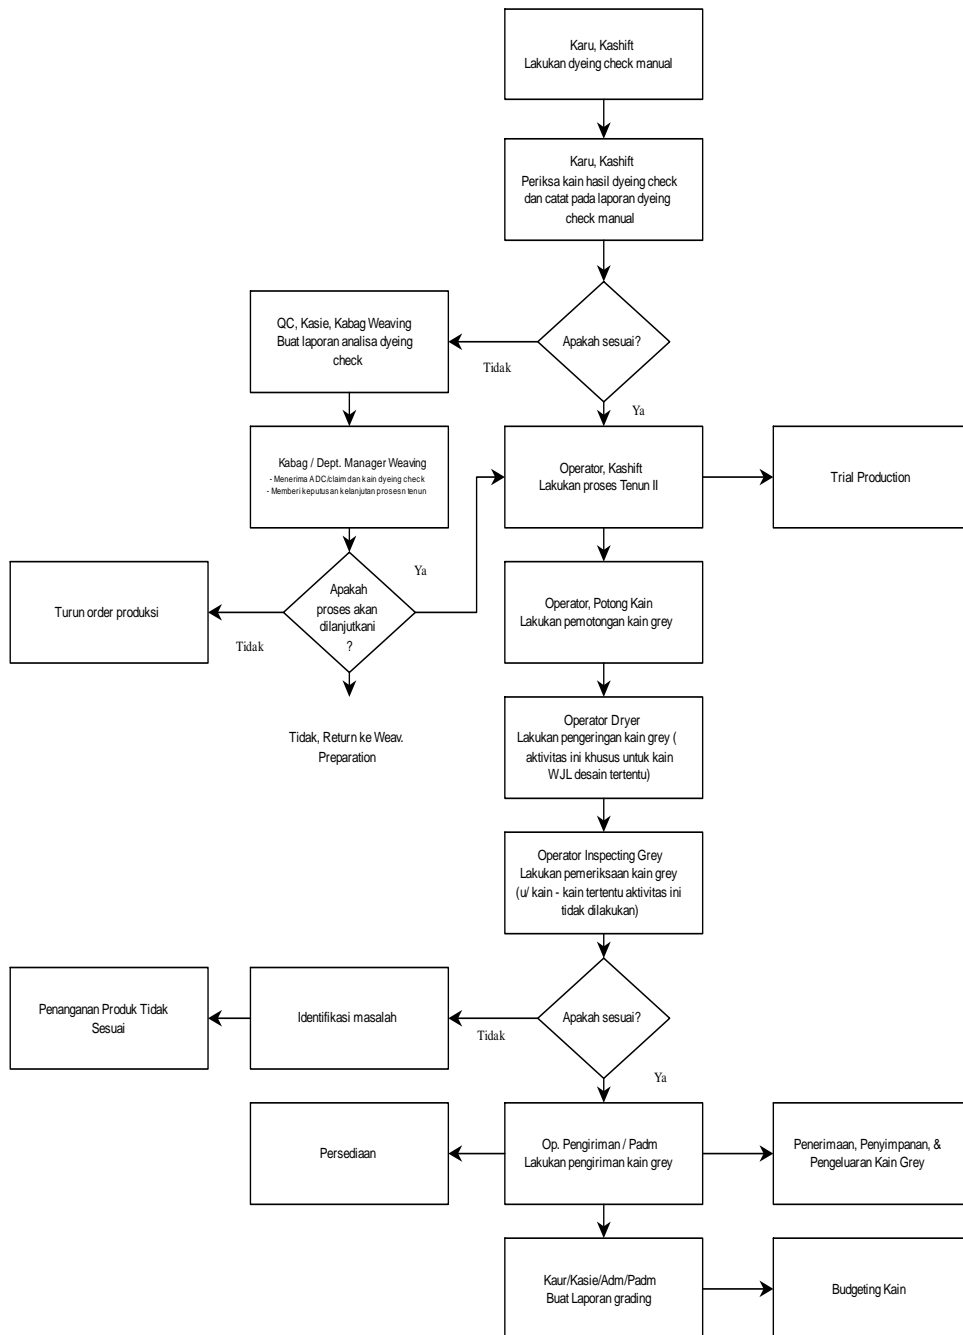 Karu, Kashift
Lakukan dyeing check manual
Karu, Kashift
Periksa kain hasil dyeing check
dan catat pada laporan dyeing
check manual
Apakah sesuai?
Tidak
Ya
QC, Kasie, Kabag Weaving
Buat laporan analisa dyeing
check
Kabag / Dept. Manager Weaving
- Menerima ADC/claim dan kain dyeing check
- Memberi keputusan kelanjutan prosesn tenun
Operator, Kashift
Lakukan proses Tenun II
Trial Production
Apakah
proses akan
dilanjutkani
?
Ya
Tidak
Turun order produksi
Tidak, Return ke Weav.
Preparation
Operator, Potong Kain
Lakukan pemotongan kain grey
Operator Dryer
Lakukan pengeringan kain grey (
aktivitas ini khusus untuk kain
WJL desain tertentu)
Operator Inspecting Grey
Lakukan pemeriksaan kain grey
(u/ kain - kain tertentu aktivitas ini
tidak dilakukan)
Apakah sesuai?
Tidak
Ya
Identifikasi masalah
Penanganan Produk Tidak
Sesuai
Persediaan
Op. Pengiriman / Padm
Lakukan pengiriman kain grey
Penerimaan, Penyimpanan, &
Pengeluaran Kain Grey
Kaur/Kasie/Adm/Padm
Buat Laporan grading
Budgeting Kain